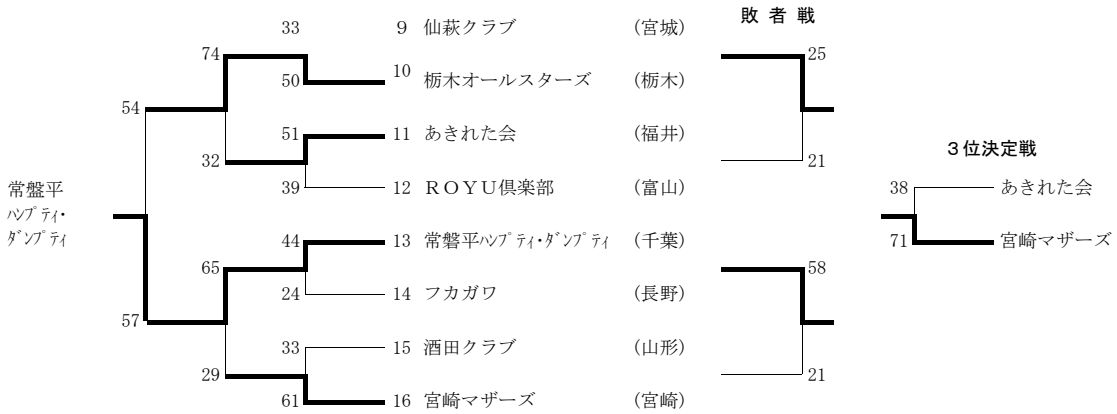 敗 者 戦
33 9 仙萩クラブ (宮城)
74 25
50 10 栃木オールスターズ (栃木)
54
51 11 あきれた会 (福井)
32 21 3位決定戦
39 12 ROYU倶楽部 (富山) 38 あきれた会
常盤平
ハンプティ・
ダンプティ
44 13 常磐平ハンプティ・ダンプティ (千葉) 71 宮崎マザーズ
65 58
24 14 フカガワ (長野)
57
33 15 酒田クラブ (山形)
29 21
61 16 宮崎マザーズ (宮崎)